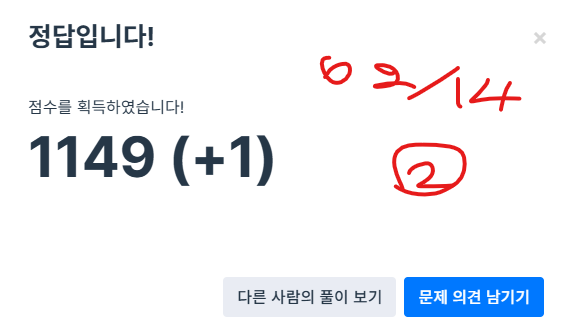 정답입니다!
×
점수를 획득하였습니다!
02/14
1149 (+1)
2
다른 사람의 풀이 보기
문제 의견 남기기